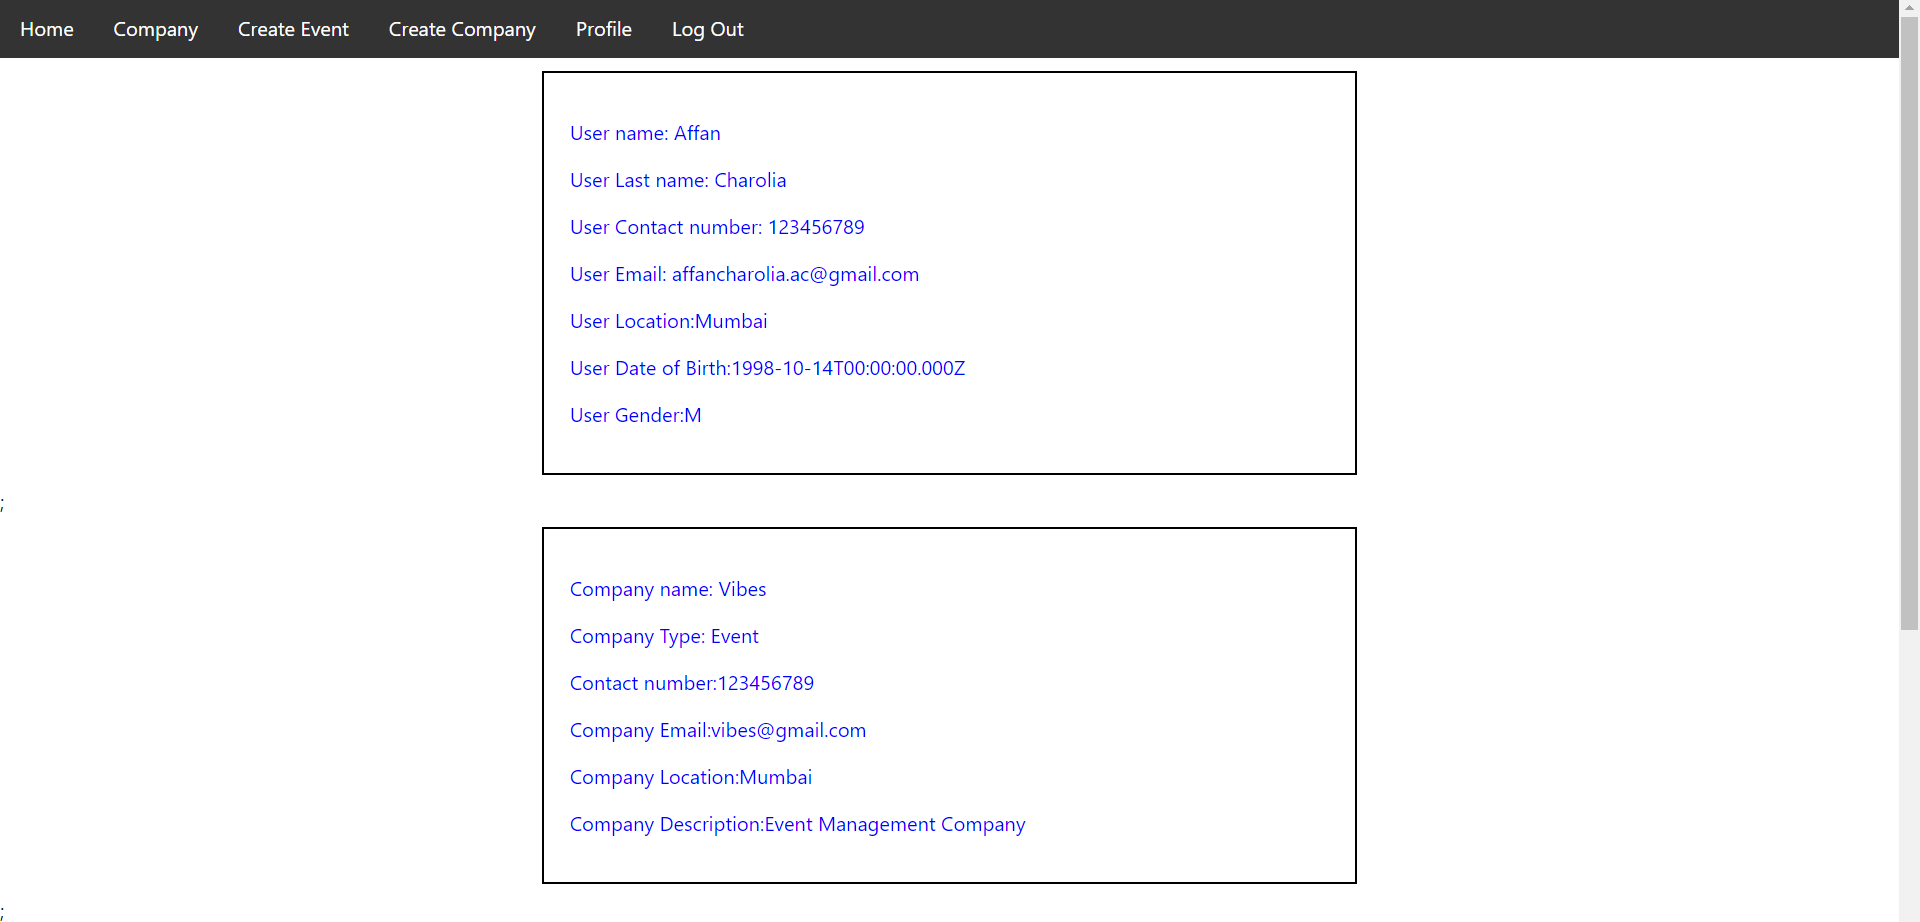 Home Company Create Event Create Company Profile Log Out
User name: Affan
User Last name: Charolia
User Contact number: 123456789
User Email: affancharolia.ac@gmail.com
User Location:Mumbai
User Date of Birth:1998-10-14T00:00:00.000Z
User Gender:M
;
Company name: Vibes
Company Type: Event
Contact number:123456789
Company Email:vibes@gmail.com
Company Location:Mumbai
Company Description:Event Management Company
;